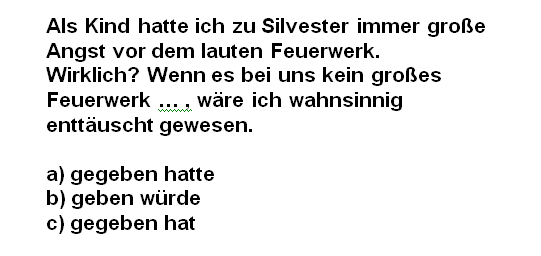 Als Kind hatte ich zu Silvester immer große
Angst vor dem lauten Feuerwerk.
Wirklich? Wenn es bei uns kein großes
Feuerwerk ... , wäre ich wahnsinnig
enttäuscht gewesen.
a) gegeben hatte
b) geben würde
c) gegeben hat